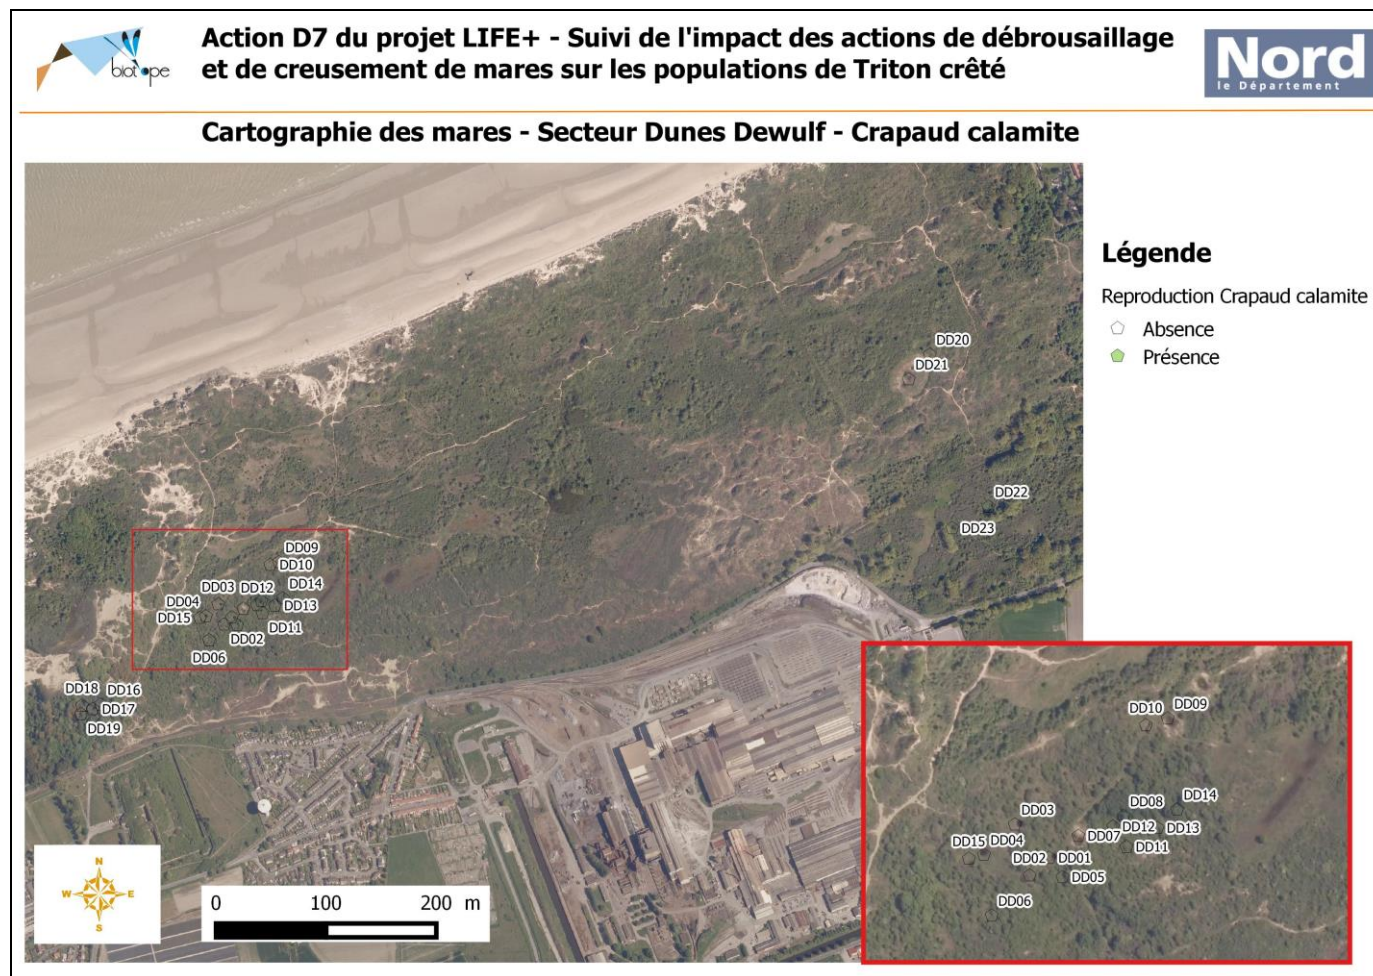 biotope
Action D7 du projet LIFE+ - Suivi de l'impact des actions de débrousaillage
et de creusement de mares sur les populations de Triton crêté
Nord
le Département
Cartographie des mares - Secteur Dunes Dewulf - Crapaud calamite
Légende
Reproduction Crapaud calamite
Absence
Présence
DD20
DD21
DD22
DD23
DD09
DD10
DD03 DD12 DD14
DD04 DD13
DD15
DD02 DD11
DD06
DD18 DD16
DD17
DD19
DD10 DD09
DD08 DD14
DD03
DD07 DD12 DD13
DD15 DD04 DD11
DD02 DD01
DD05
DD06
N
W E
S
0 100 200 m